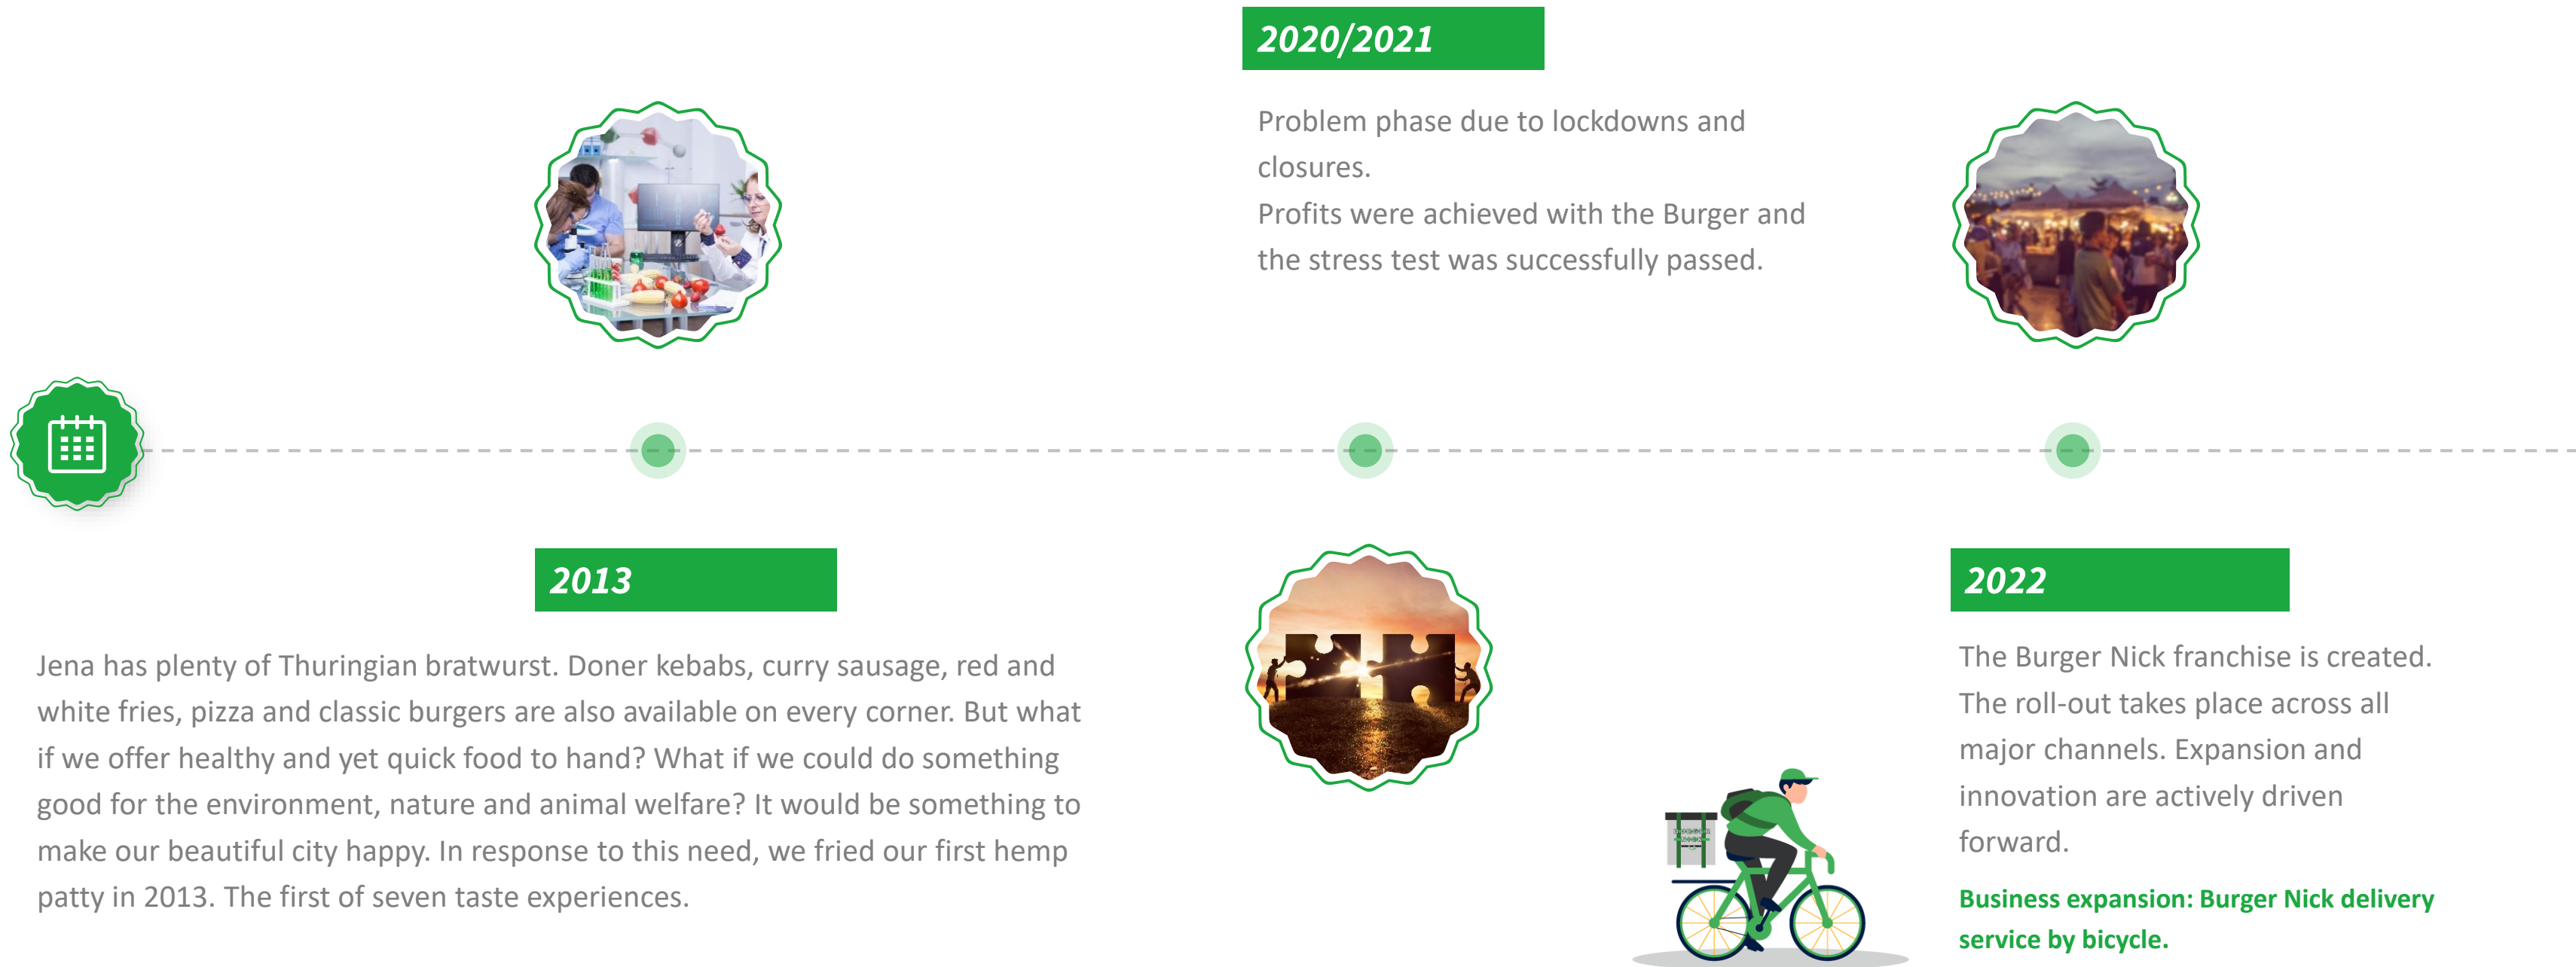 2020/2021
Problem phase due to lockdowns and
closures.
Profits were achieved with the Burger and
the stress test was successfully passed.
2013
Jena has plenty of Thuringian bratwurst. Doner kebabs, curry sausage, red and
white fries, pizza and classic burgers are also available on every corner. But what
if we offer healthy and yet quick food to hand? What if we could do something
good for the environment, nature and animal welfare? It would be something to
make our beautiful city happy. In response to this need, we fried our first hemp
patty in 2013. The first of seven taste experiences.
2022
The Burger Nick franchise is created.
The roll-out takes place across all
major channels. Expansion and
innovation are actively driven
forward.
Business expansion: Burger Nick delivery
service by bicycle.